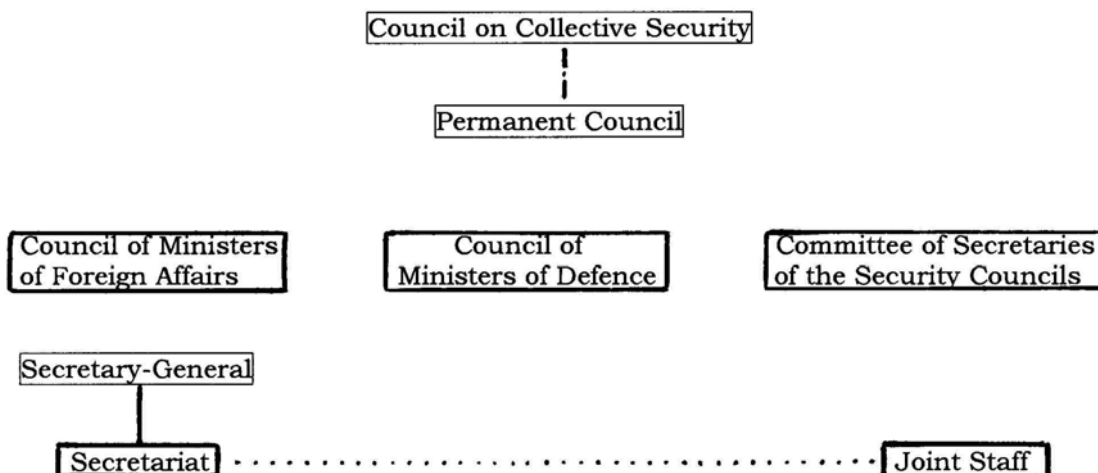 Council on Collective Security
Permanent Council
Council of Ministers
of Foreign Affairs
Council of
Ministers of Defence
Committee of Secretaries
of the Security Councils
Secretary-General
Secretariat
Joint Staff